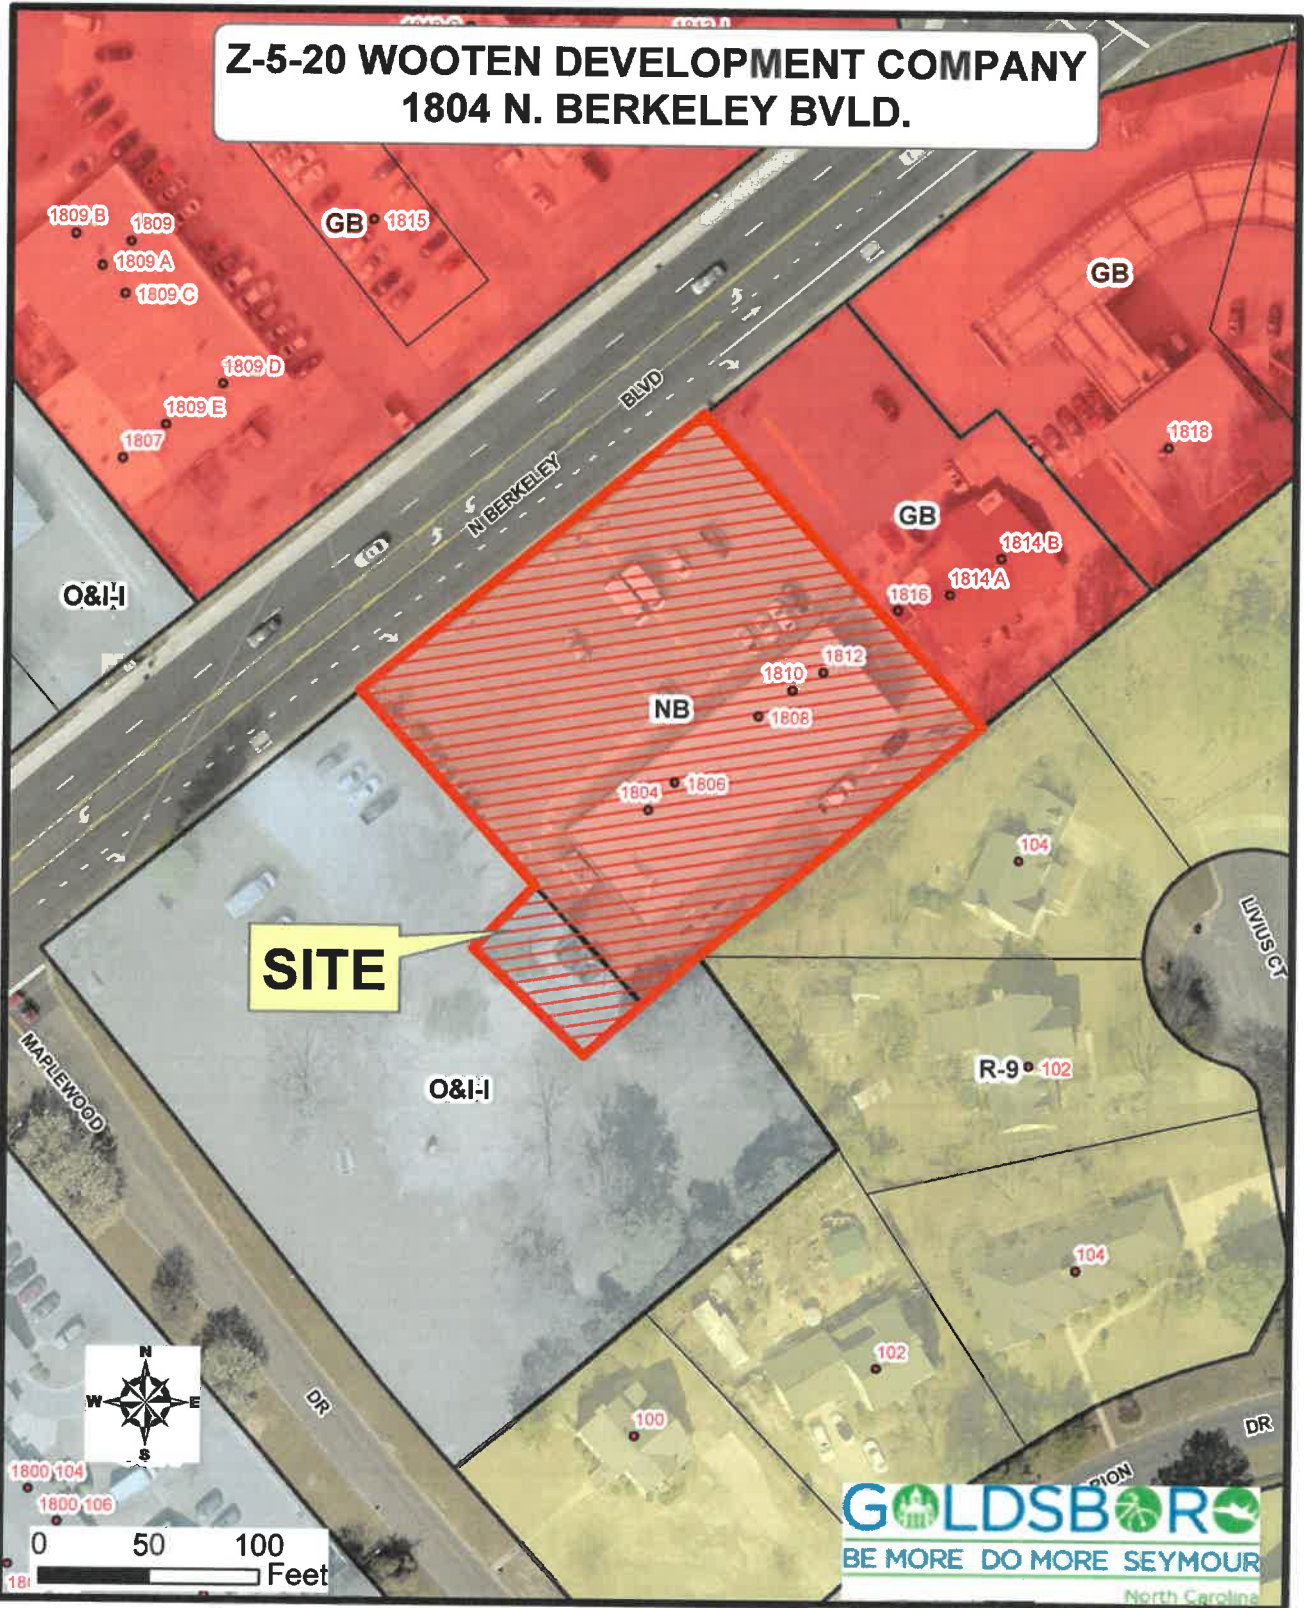 Z-5-20 WOOTEN DEVELOPMENT COMPANY
1804 N. BERKELEY BVLD.
1809 B
1809
1809 A
1809 C
GB
1815
GB
1809 D
1809 E
1807
BLVD
N BERKELEY
1818
GB
1814 B
1814 A
1816
O&I-I
1812
1810
1808
NB
1806
1804
104
LIVIUS CT
SITE
MAPLEWOOD
O&I-I
R-9
102
104
102
100
DR
DR
N
W E
S
1800 104
1800 106
0 50 100
Feet
GOLDSBORO
BE MORE DO MORE SEYMOUR
North Carolina